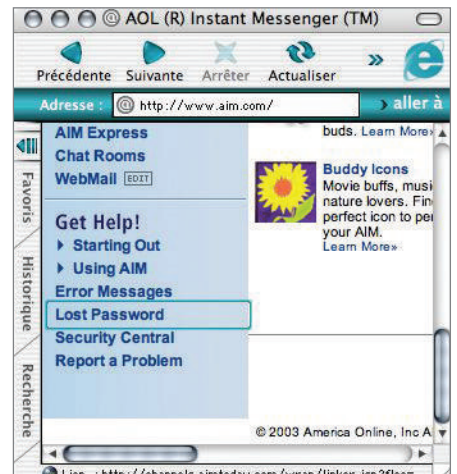 AOL (R) Instant Messenger (TM)
Précédente Suivante Arrêter Actualiser »
Adresse : http://www.aim.com/ aller à
Favoris
Historique
Recherche
AIM Express
Chat Rooms
WebMail EDIT
Get Help!
Starting Out
Using AIM
Error Messages
Lost Password
Security Central
Report a Problem
buds. Learn More»
Buddy Icons
Movie buffs, musi
nature lovers. Fin
perfect icon to per
your AIM.
Learn More»
© 2003 America Online, Inc A